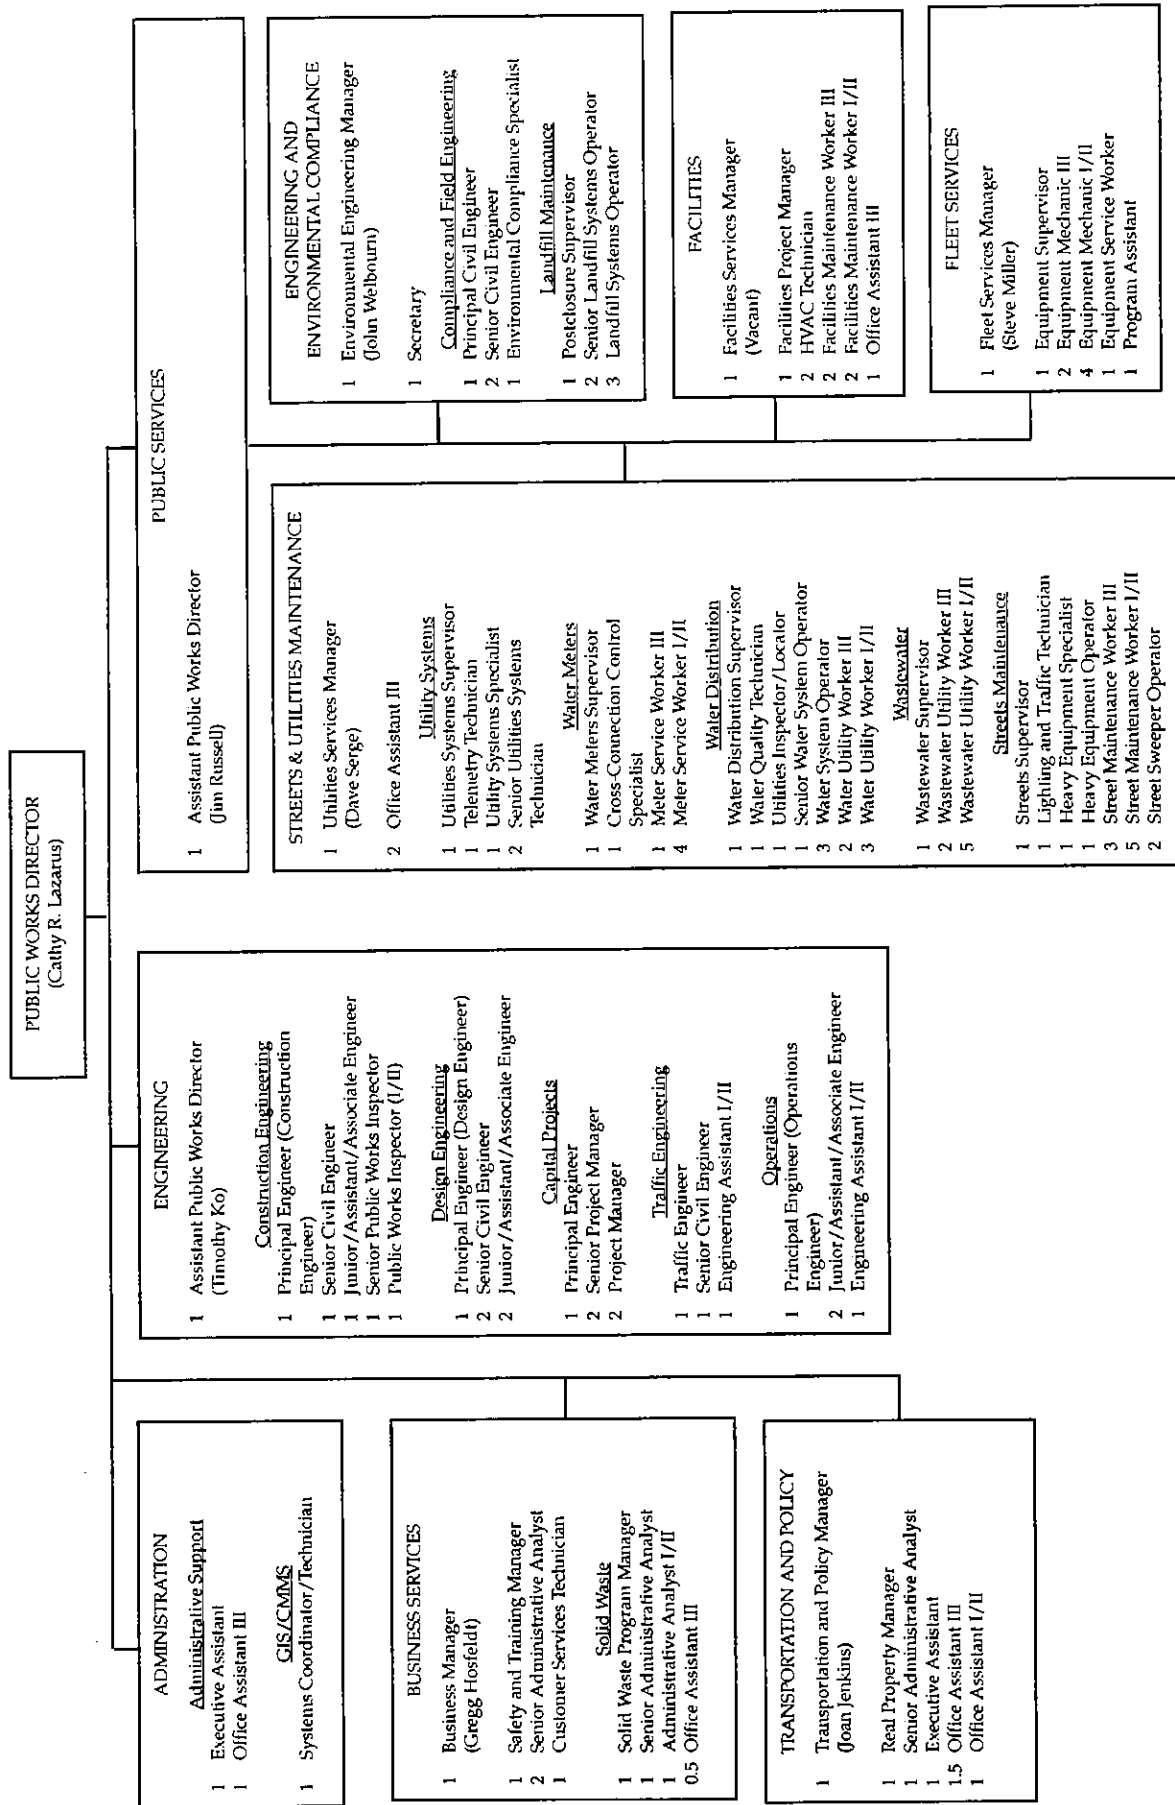 PUBLIC WORKS DIRECTOR
(Cathy R. Lazarus)
ADMINISTRATION
Administrative Support
1 Executive Assistant
1 Office Assistant III
GIS/CMMS
1 Systems Coordinator/Technician
BUSINESS SERVICES
1 Business Manager
(Gregg Hosfeldt)
1 Safety and Training Manager
2 Senior Administrative Analyst
1 Customer Services Technician
Solid Waste
1 Solid Waste Program Manager
1 Senior Administrative Analyst
1 Administrative Analyst I/II
0.5 Office Assistant III
TRANSPORTATION AND POLICY
1 Transportation and Policy Manager
(Joan Jenkins)
1 Real Property Manager
1 Senior Administrative Analyst
1 Executive Assistant
1.5 Office Assistant III
1 Office Assistant I/II
ENGINEERING
1 Assistant Public Works Director
(Timothy Ko)
Construction Engineering
1 Principal Engineer (Construction
Engineer)
1 Senior Civil Engineer
1 Junior/Assistant/Associate Engineer
1 Senior Public Works Inspector
1 Public Works Inspector (I/II)
Design Engineering
1 Principal Engineer (Design Engineer)
2 Senior Civil Engineer
2 Junior/Assistant/Associate Engineer
Capital Projects
1 Principal Engineer
2 Senior Project Manager
2 Project Manager
Traffic Engineering
1 Traffic Engineer
1 Senior Civil Engineer
1 Engineering Assistant I/II
Operations
1 Principal Engineer (Operations
Engineer)
2 Junior/Assistant/Associate Engineer
1 Engineering Assistant I/II
PUBLIC SERVICES
1 Assistant Public Works Director
(Jim Russell)
STREETS & UTILITIES MAINTENANCE
1 Utilities Services Manager
(Dave Serge)
2 Office Assistant III
Utility Systems
1 Utilities Systems Supervisor
1 Telemetry Technician
1 Utility Systems Specialist
2 Senior Utilities Systems
Technician
Water Meters
1 Water Meters Supervisor
1 Cross-Connection Control
Specialist
1 Meter Service Worker III
4 Meter Service Worker I/II
Water Distribution
1 Water Distribution Supervisor
1 Water Quality Technician
1 Utilities Inspector/Locator
1 Senior Water System Operator
3 Water System Operator
2 Water Utility Worker III
3 Water Utility Worker I/II
Wastewater
1 Wastewater Supervisor
2 Wastewater Utility Worker III
5 Wastewater Utility Worker I/II
Streets Maintenance
1 Streets Supervisor
1 Lighting and Traffic Technician
1 Heavy Equipment Specialist
1 Heavy Equipment Operator
3 Street Maintenance Worker III
5 Street Maintenance Worker I/II
2 Street Sweeper Operator
ENGINEERING AND
ENVIRONMENTAL COMPLIANCE
1 Environmental Engineering Manager
(John Welbourn)
1 Secretary
Compliance and Field Engineering
1 Principal Civil Engineer
2 Senior Civil Engineer
1 Environmental Compliance Specialist
Landfill Maintenance
1 Postclosure Supervisor
2 Senior Landfill Systems Operator
3 Landfill Systems Operator
FACILITIES
1 Facilities Services Manager
(Vacant)
1 Facilities Project Manager
2 HVAC Technician
2 Facilities Maintenance Worker III
2 Facilities Maintenance Worker I/II
1 Office Assistant III
FLEET SERVICES
1 Fleet Services Manager
(Steve Miller)
1 Equipment Supervisor
2 Equipment Mechanic III
4 Equipment Mechanic I/II
1 Equipment Service Worker
1 Program Assistant